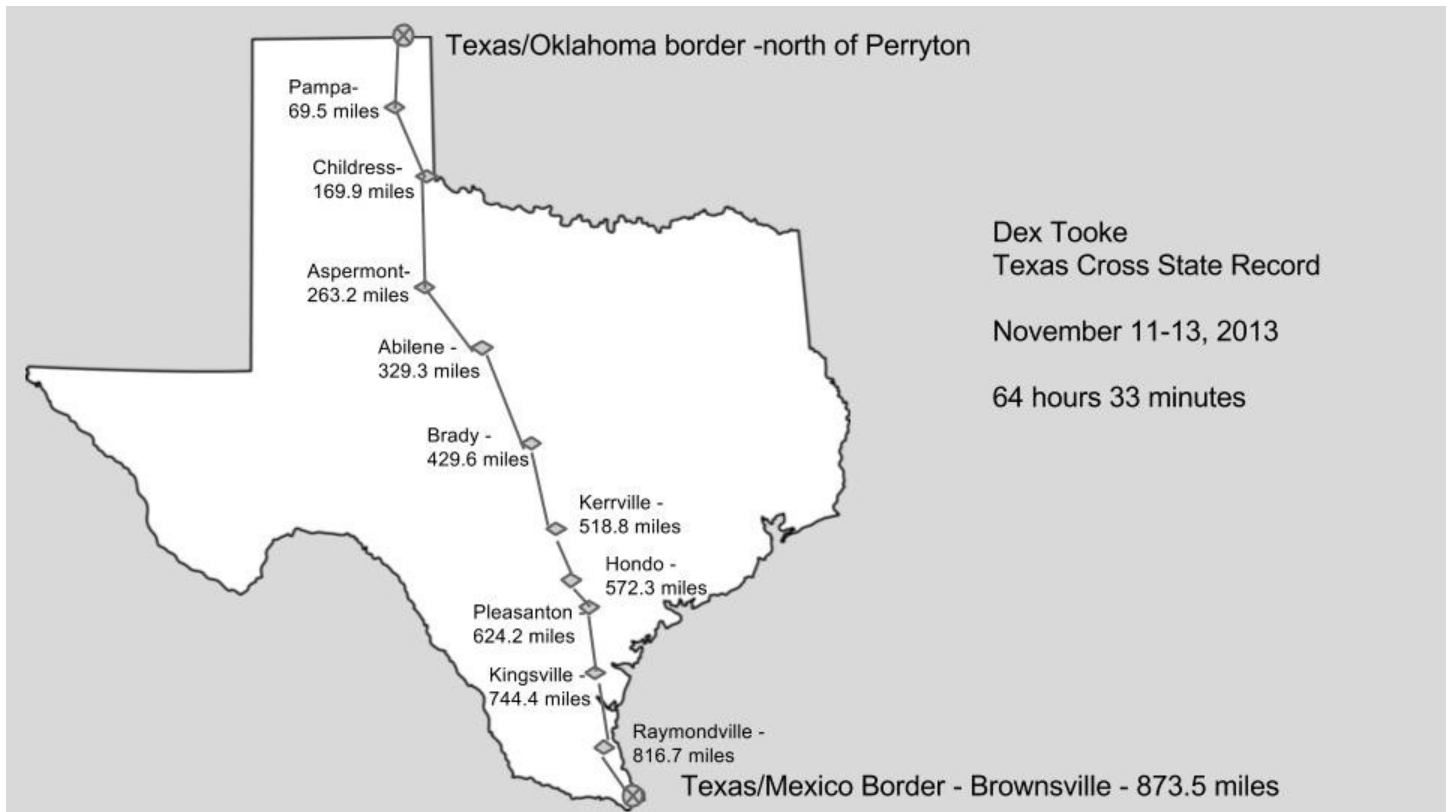 Texas/Oklahoma border -north of Perryton
Pampa-
69.5 miles
Childress-
169.9 miles
Dex Tooke
Texas Cross State Record
November 11-13, 2013
64 hours 33 minutes
Aspermont-
263.2 miles
Abilene -
329.3 miles
Brady -
429.6 miles
Kerrville -
518.8 miles
Hondo -
572.3 miles
Pleasanton -
624.2 miles
Kingsville -
744.4 miles
Raymondville -
816.7 miles
Texas/Mexico Border - Brownsville - 873.5 miles